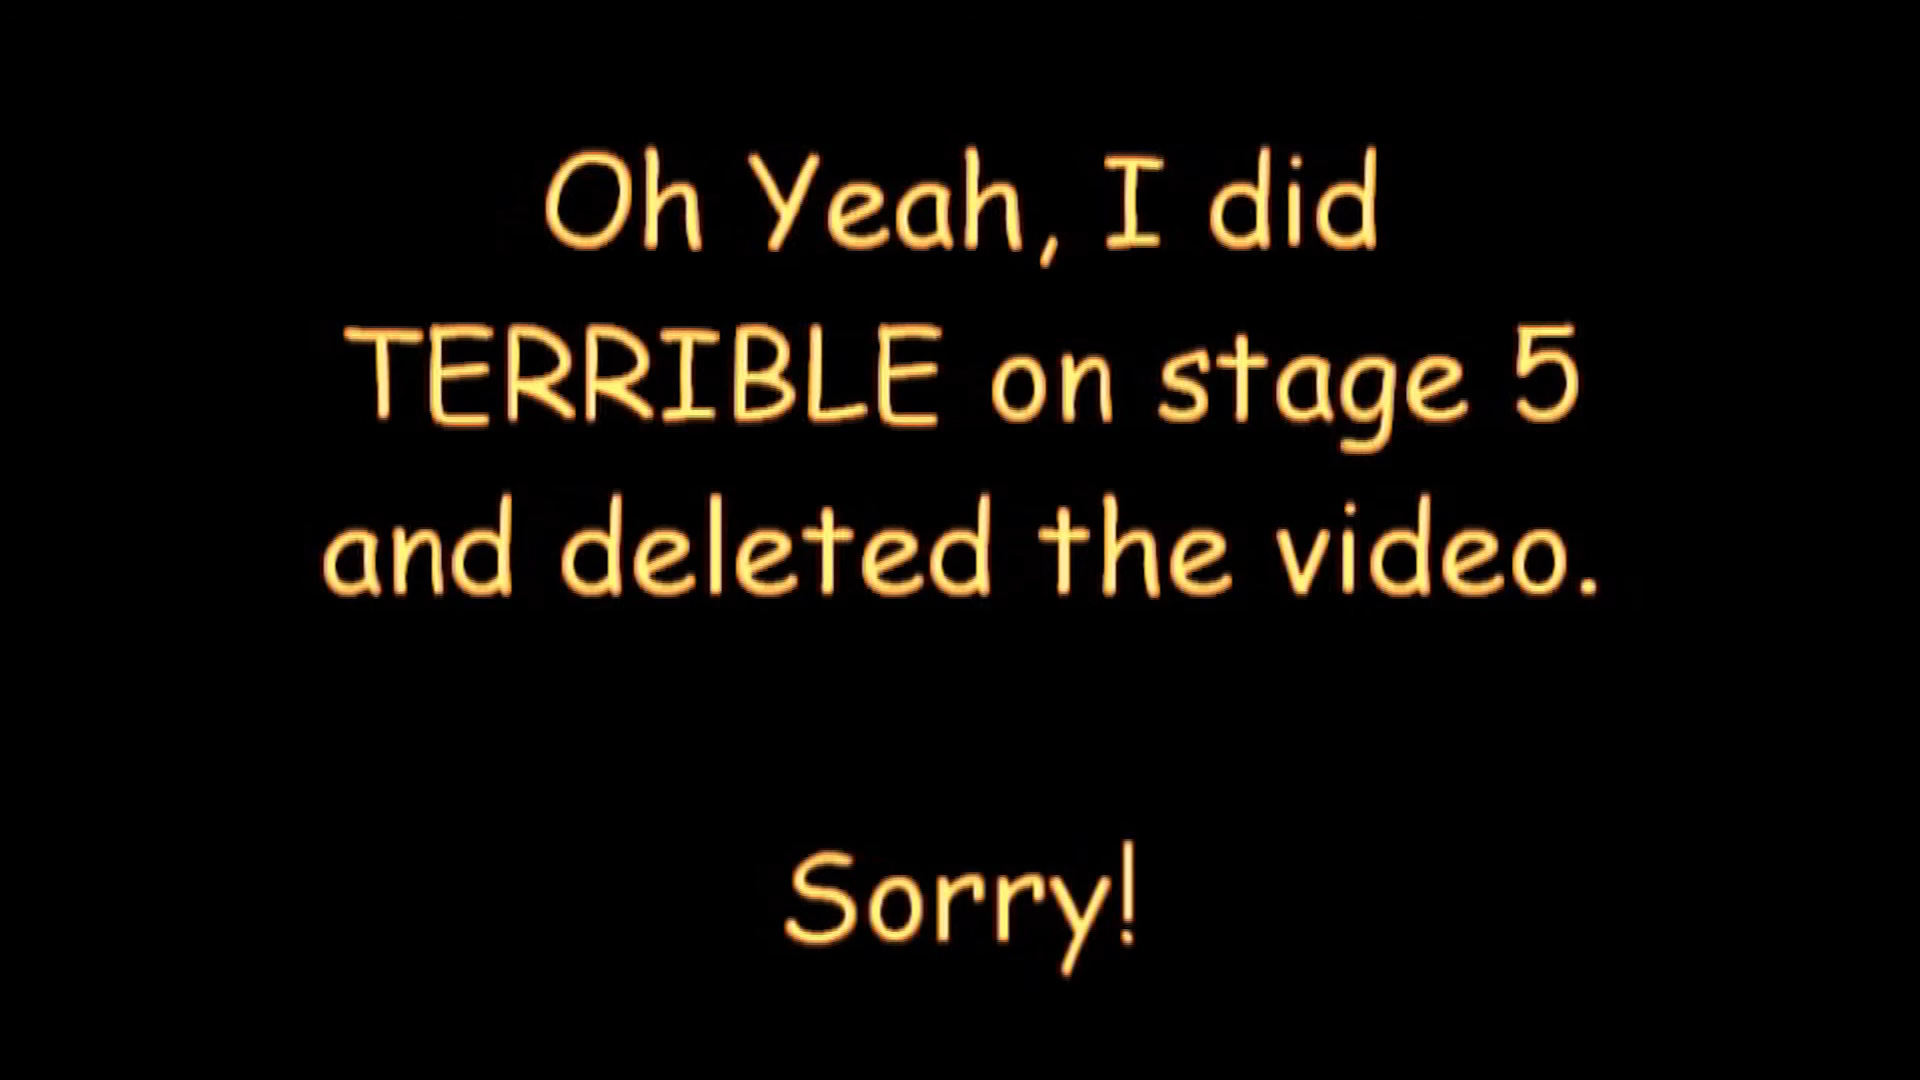 Oh Yeah, I did
TERRIBLE on stage 5
and deleted the video.
Sorry!